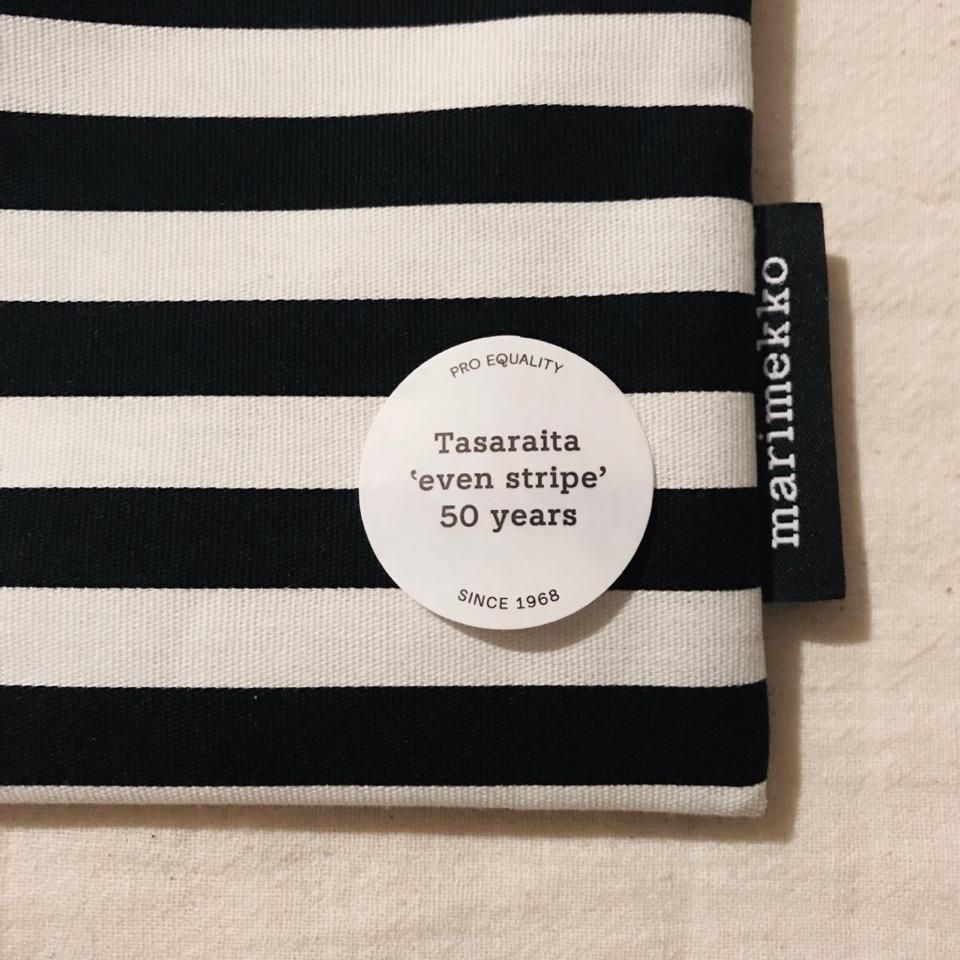 PRO EQUALITY
Tasaraita
‘even stripe’
50 years
SINCE 1968
marimekko